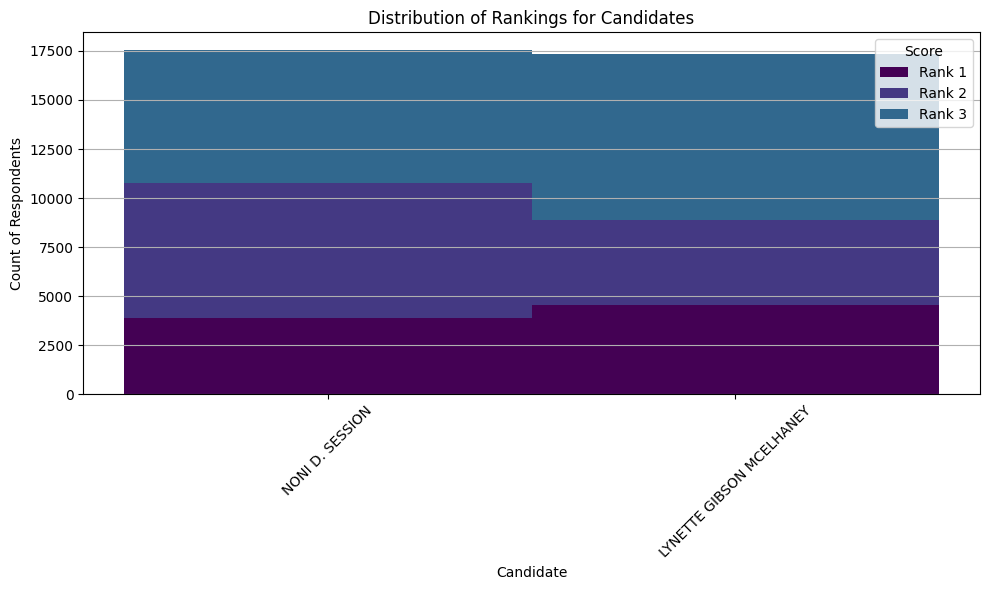 Distribution of Rankings for Candidates
Score
Rank 1
Rank 2
Rank 3
Count of Respondents
17500
15000
12500
10000
7500
5000
2500
0
NONI D. SESSION
LYNETTE GIBSON MCELHANEY
Candidate